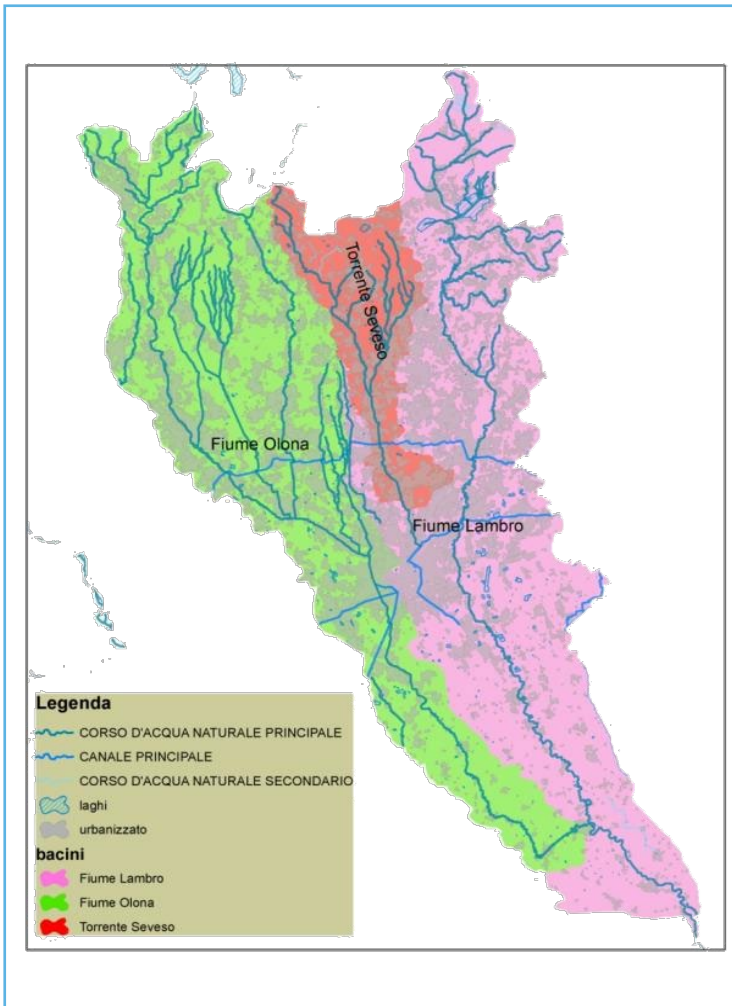 Torrente Seveso
Fiume Olona
Fiume Lambro
Legenda
CORSO D'ACQUA NATURALE PRINCIPALE
CANALE PRINCIPALE
CORSO D'ACQUA NATURALE SECONDARIO
laghi
urbanizzato
bacini
Fiume Lambro
Fiume Olona
Torrente Seveso